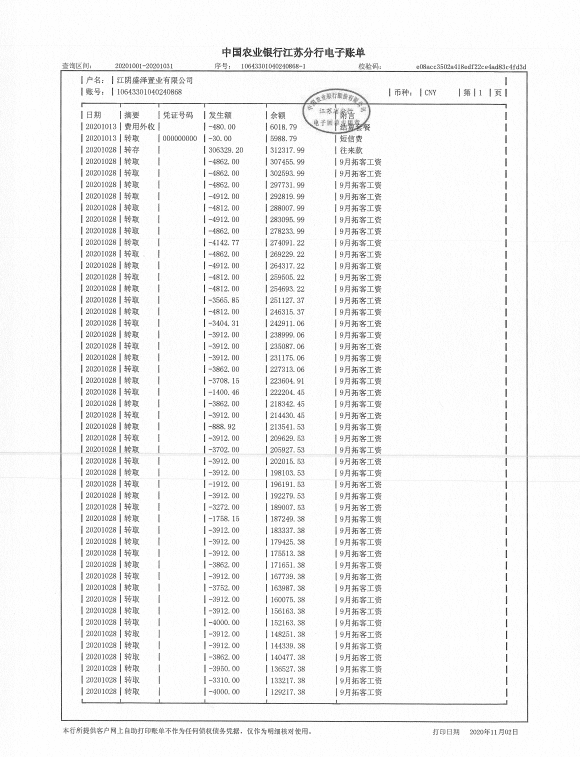 中国农业银行江苏分行电子账单
查询区间: 20201001-20201031 序号: 10643301040240868-1 检验码: e08acc3502a418edf22ce4ad83c4fd3d
户名: 江阴盛泽置业有限公司
账号: 10643301040240868 币种: CNY 第 1 页
中国农业银行股份有限公司
江苏省分行
电子回单专用章
日期 摘要 凭证号码 发生额 余额 附言
20201013 费用外收 -480.00 6018.79 结算套餐
20201013 转取 000000000 -30.00 5988.79 短信费
20201028 转存 306329.20 312317.99 往来款
20201028 转取 -4862.00 307455.99 9月拓客工资
20201028 转取 -4862.00 302593.99 9月拓客工资
20201028 转取 -4862.00 297731.99 9月拓客工资
20201028 转取 -4912.00 292819.99 9月拓客工资
20201028 转取 -4812.00 288007.99 9月拓客工资
20201028 转取 -4912.00 283095.99 9月拓客工资
20201028 转取 -4862.00 278233.99 9月拓客工资
20201028 转取 -4142.77 274091.22 9月拓客工资
20201028 转取 -4862.00 269229.22 9月拓客工资
20201028 转取 -4912.00 264317.22 9月拓客工资
20201028 转取 -4812.00 259505.22 9月拓客工资
20201028 转取 -4812.00 254693.22 9月拓客工资
20201028 转取 -3565.85 251127.37 9月拓客工资
20201028 转取 -4812.00 246315.37 9月拓客工资
20201028 转取 -3404.31 242911.06 9月拓客工资
20201028 转取 -3912.00 238999.06 9月拓客工资
20201028 转取 -3912.00 235087.06 9月拓客工资
20201028 转取 -3912.00 231175.06 9月拓客工资
20201028 转取 -3862.00 227313.06 9月拓客工资
20201028 转取 -3708.15 223604.91 9月拓客工资
20201028 转取 -1400.46 222204.45 9月拓客工资
20201028 转取 -3862.00 218342.45 9月拓客工资
20201028 转取 -3912.00 214430.45 9月拓客工资
20201028 转取 -888.92 213541.53 9月拓客工资
20201028 转取 -3912.00 209629.53 9月拓客工资
20201028 转取 -3702.00 205927.53 9月拓客工资
20201028 转取 -3912.00 202015.53 9月拓客工资
20201028 转取 -3912.00 198103.53 9月拓客工资
20201028 转取 -1912.00 196191.53 9月拓客工资
20201028 转取 -3912.00 192279.53 9月拓客工资
20201028 转取 -3272.00 189007.53 9月拓客工资
20201028 转取 -1758.15 187249.38 9月拓客工资
20201028 转取 -3912.00 183337.38 9月拓客工资
20201028 转取 -3912.00 179425.38 9月拓客工资
20201028 转取 -3912.00 175513.38 9月拓客工资
20201028 转取 -3862.00 171651.38 9月拓客工资
20201028 转取 -3912.00 167739.38 9月拓客工资
20201028 转取 -3752.00 163987.38 9月拓客工资
20201028 转取 -3912.00 160075.38 9月拓客工资
20201028 转取 -3912.00 156163.38 9月拓客工资
20201028 转取 -4000.00 152163.38 9月拓客工资
20201028 转取 -3912.00 148251.38 9月拓客工资
20201028 转取 -3912.00 144339.38 9月拓客工资
20201028 转取 -3862.00 140477.38 9月拓客工资
20201028 转取 -3950.00 136527.38 9月拓客工资
20201028 转取 -3310.00 133217.38 9月拓客工资
20201028 转取 -4000.00 129217.38 9月拓客工资
本行所提供客户网上自助打印账单不作为任何债权债务凭据，仅作为明细核对使用。 打印日期 2020年11月02日